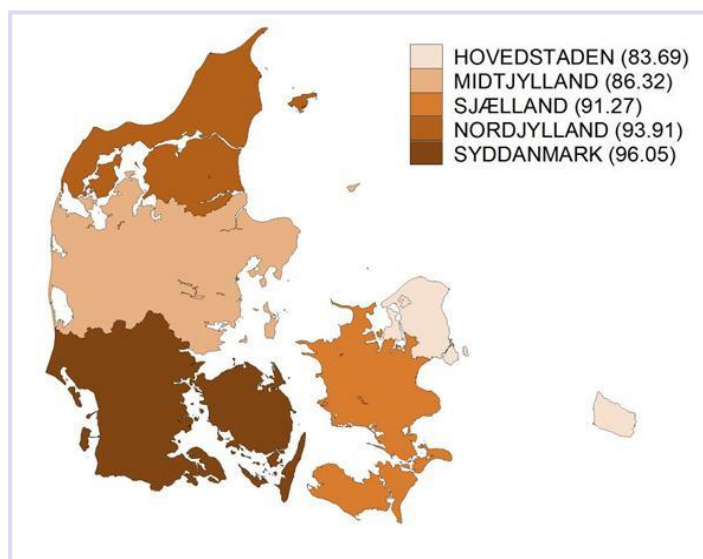 HOVEDSTADEN (83.69)
MIDTJYLLAND (86.32)
SJÆLLAND (91.27)
NORDJYLLAND (93.91)
SYDDANMARK (96.05)